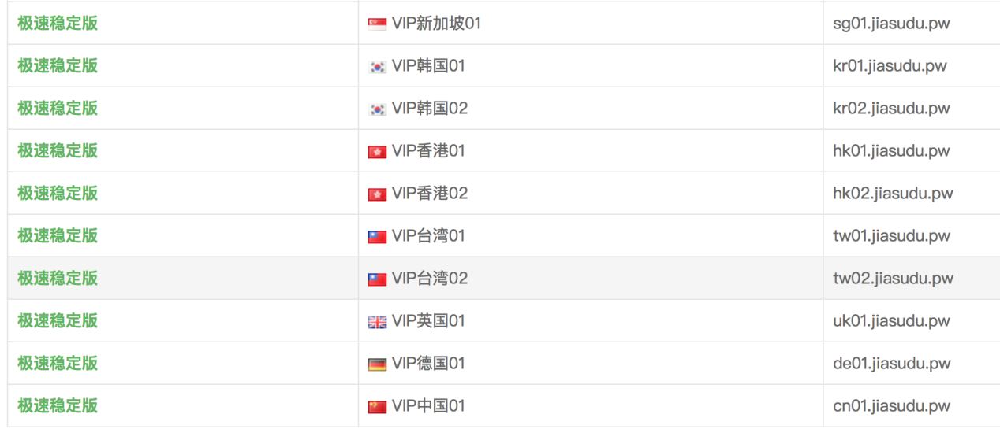 极速稳定版 VIP新加坡01 sg01.jiasudu.pw
极速稳定版 VIP韩国01 kr01.jiasudu.pw
极速稳定版 VIP韩国02 kr02.jiasudu.pw
极速稳定版 VIP香港01 hk01.jiasudu.pw
极速稳定版 VIP香港02 hk02.jiasudu.pw
极速稳定版 VIP台湾01 tw01.jiasudu.pw
极速稳定版 VIP台湾02 tw02.jiasudu.pw
极速稳定版 VIP英国01 uk01.jiasudu.pw
极速稳定版 VIP德国01 de01.jiasudu.pw
极速稳定版 VIP中国01 cn01.jiasudu.pw